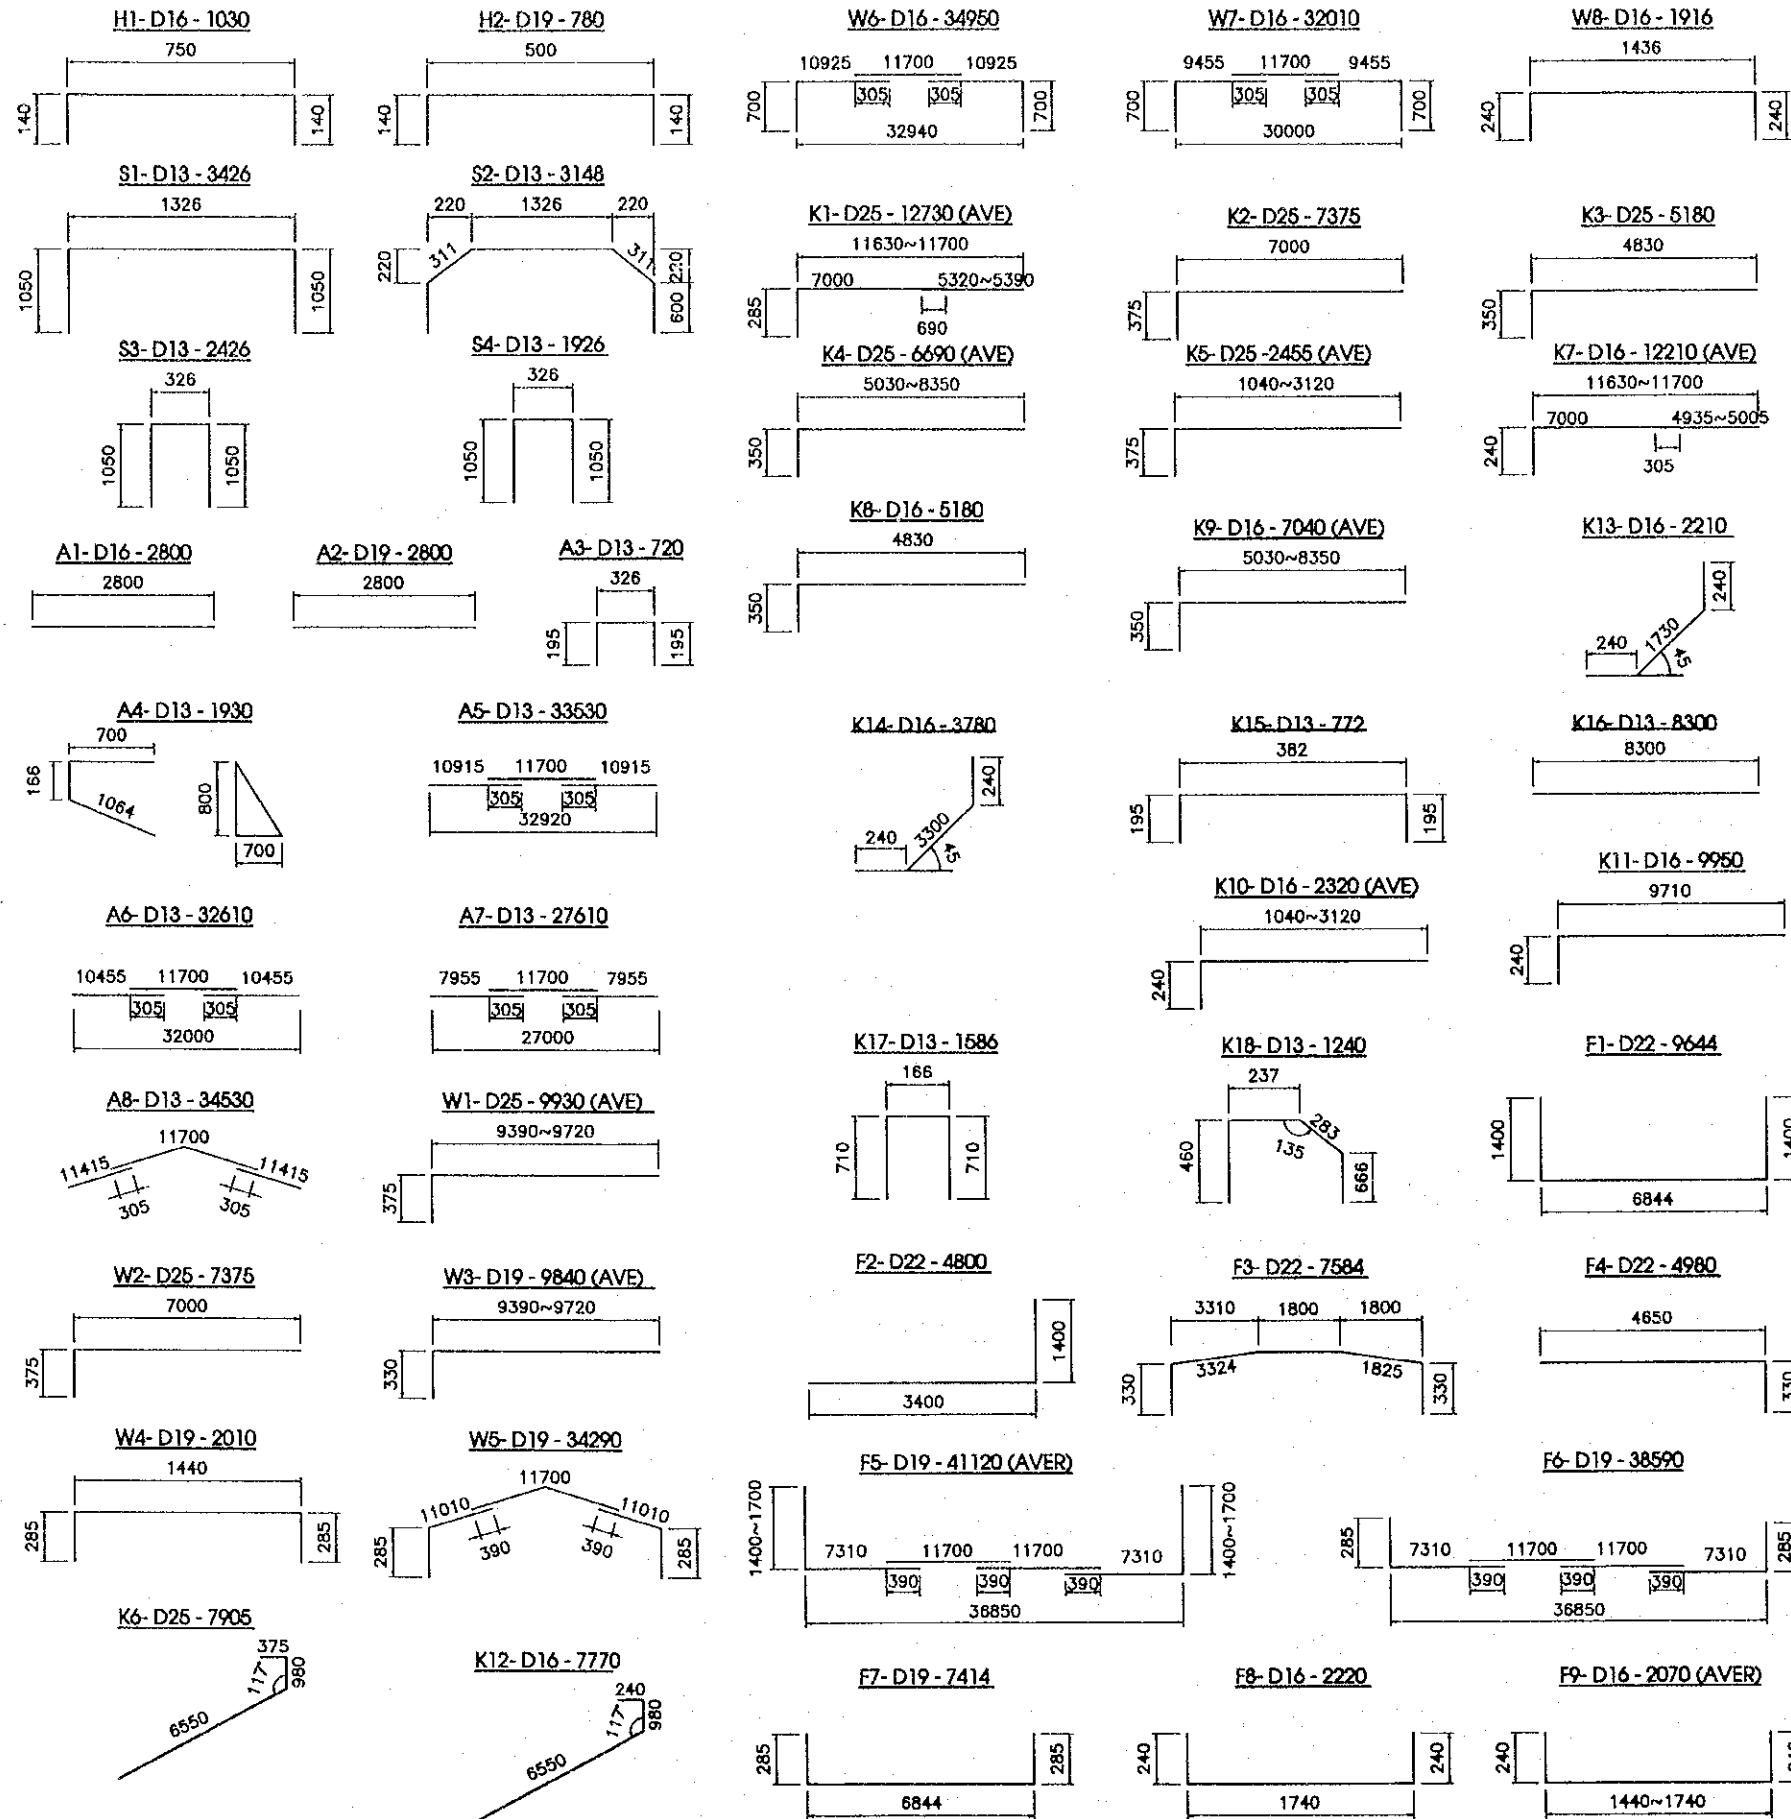 H1- D16 - 1030
750
140
140
H2- D19 - 780
500
140
140
W6- D16 - 34950
10925 11700 10925
305 305
700
700
32940
W7- D16 - 32010
9455 11700 9455
305 305
700
700
30000
W8- D16 - 1916
1436
240
240
S1- D13 - 3426
1326
1050
1050
S2- D13 - 3148
220 1326 220
220
311
311
220
600
K1- D25 - 12730 (AVE)
11630~11700
7000 5320~5390
285
690
K2- D25 - 7375
7000
375
K3- D25 - 5180
4830
350
S3- D13 - 2426
326
1050
1050
S4- D13 - 1926
326
1050
1050
K4- D25 - 6690 (AVE)
5030~8350
350
K5- D25 -2455 (AVE)
1040~3120
375
K7- D16 - 12210 (AVE)
11630~11700
7000 4935~5005
240
305
A1- D16 - 2800
2800
A2- D19 - 2800
2800
A3- D13 - 720
326
195
195
K8- D16 - 5180
4830
350
K9- D16 - 7040 (AVE)
5030~8350
350
K13- D16 - 2210
240
240
1730
45
A4- D13 - 1930
700
166
1064
800
700
A5- D13 - 33530
10915 11700 10915
305 305
32920
K14- D16 - 3780
240
240
3300
45
K15- D13 - 772
382
195
195
K16- D13 - 8300
8300
K10- D16 - 2320 (AVE)
1040~3120
240
K11- D16 - 9950
9710
240
A6- D13 - 32610
10455 11700 10455
305 305
32000
A7- D13 - 27610
7955 11700 7955
305 305
27000
K17- D13 - 1586
166
710
710
K18- D13 - 1240
237
283
135
460
666
F1- D22 - 9644
1400
1400
6844
A8- D13 - 34530
11700
11415 11415
305 305
W1- D25 - 9930 (AVE)
9390~9720
375
W2- D25 - 7375
7000
375
W3- D19 - 9840 (AVE)
9390~9720
330
F2- D22 - 4800
1400
3400
F3- D22 - 7584
3310 1800 1800
3324 1825
330
330
F4- D22 - 4980
4650
330
W4- D19 - 2010
1440
285
285
W5- D19 - 34290
11700
11010 11010
390 390
285
285
F5- D19 - 41120 (AVER)
1400~1700
1400~1700
7310 11700 11700 7310
390 390 390
36850
F6- D19 - 38590
285
285
7310 11700 11700 7310
390 390 390
36850
K6- D25 - 7905
375
117°
980
6550
K12- D16 - 7770
240
117°
980
6550
F7- D19 - 7414
285
285
6844
F8- D16 - 2220
240
240
1740
F9- D16 - 2070 (AVER)
240
1440~1740